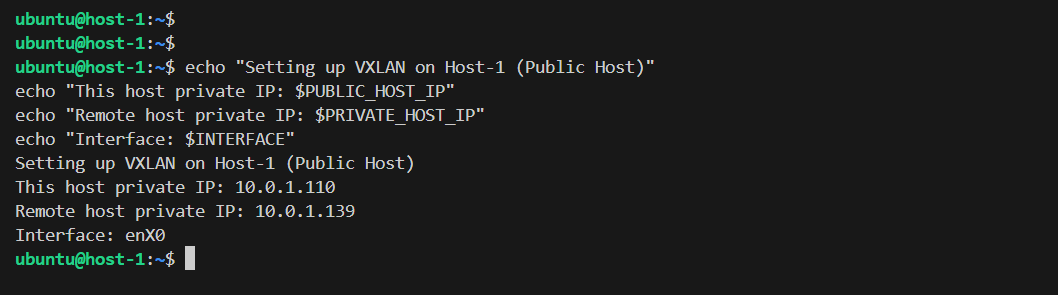 ubuntu@host-1:~$
ubuntu@host-1:~$
ubuntu@host-1:~$ echo "Setting up VXLAN on Host-1 (Public Host)"
echo "This host private IP: $PUBLIC_HOST_IP"
echo "Remote host private IP: $PRIVATE_HOST_IP"
echo "Interface: $INTERFACE"
Setting up VXLAN on Host-1 (Public Host)
This host private IP: 10.0.1.110
Remote host private IP: 10.0.1.139
Interface: enX0
ubuntu@host-1:~$